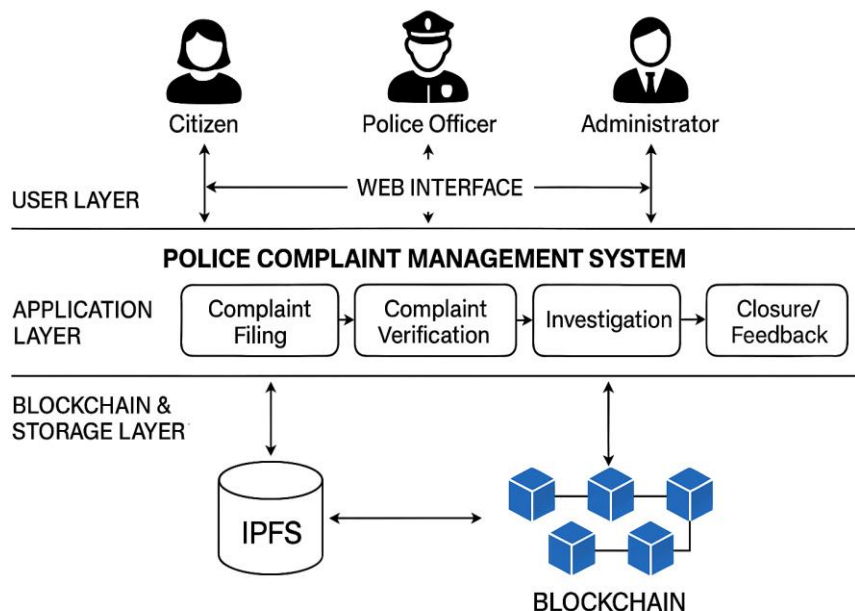 Citizen
Police Officer
Administrator
WEB INTERFACE
USER LAYER
POLICE COMPLAINT MANAGEMENT SYSTEM
APPLICATION
LAYER
Complaint
Filing
Complaint
Verification
Investigation
Closure/
Feedback
BLOCKCHAIN &
STORAGE LAYER
IPFS
BLOCKCHAIN